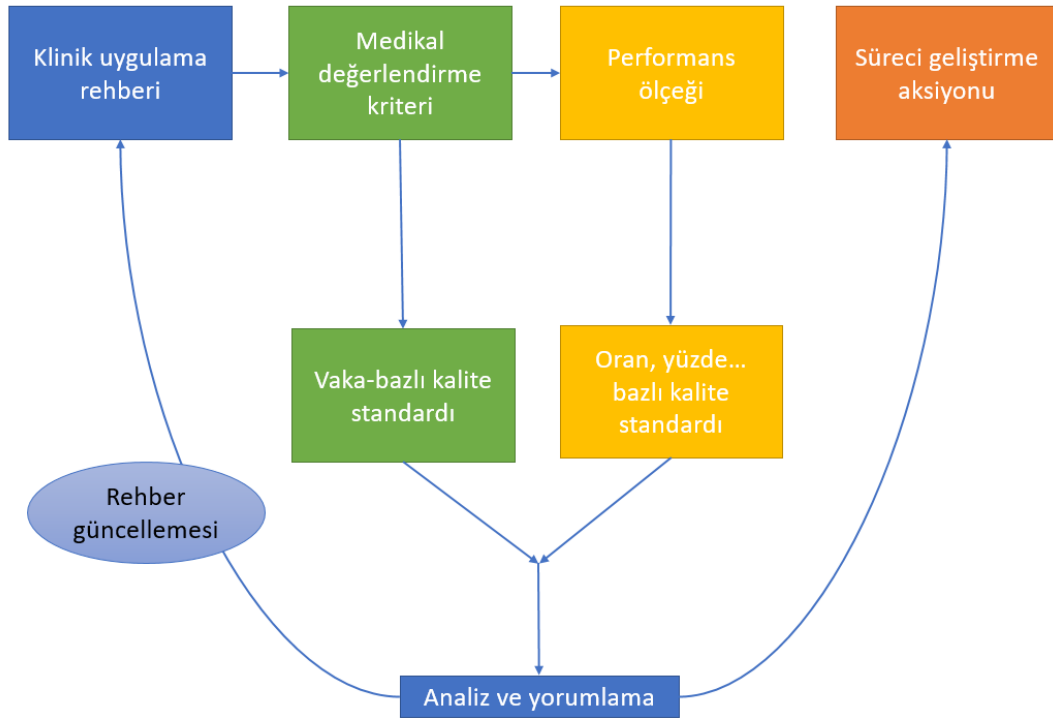 Klinik uygulama
rehberi
Medikal
değerlendirme
kriteri
Performans
ölçeği
Süreci geliştirme
aksiyonu
Vaka-bazlı kalite
standardı
Oran, yüzde…
bazlı kalite
standardı
Rehber
güncellemesi
Analiz ve yorumlama